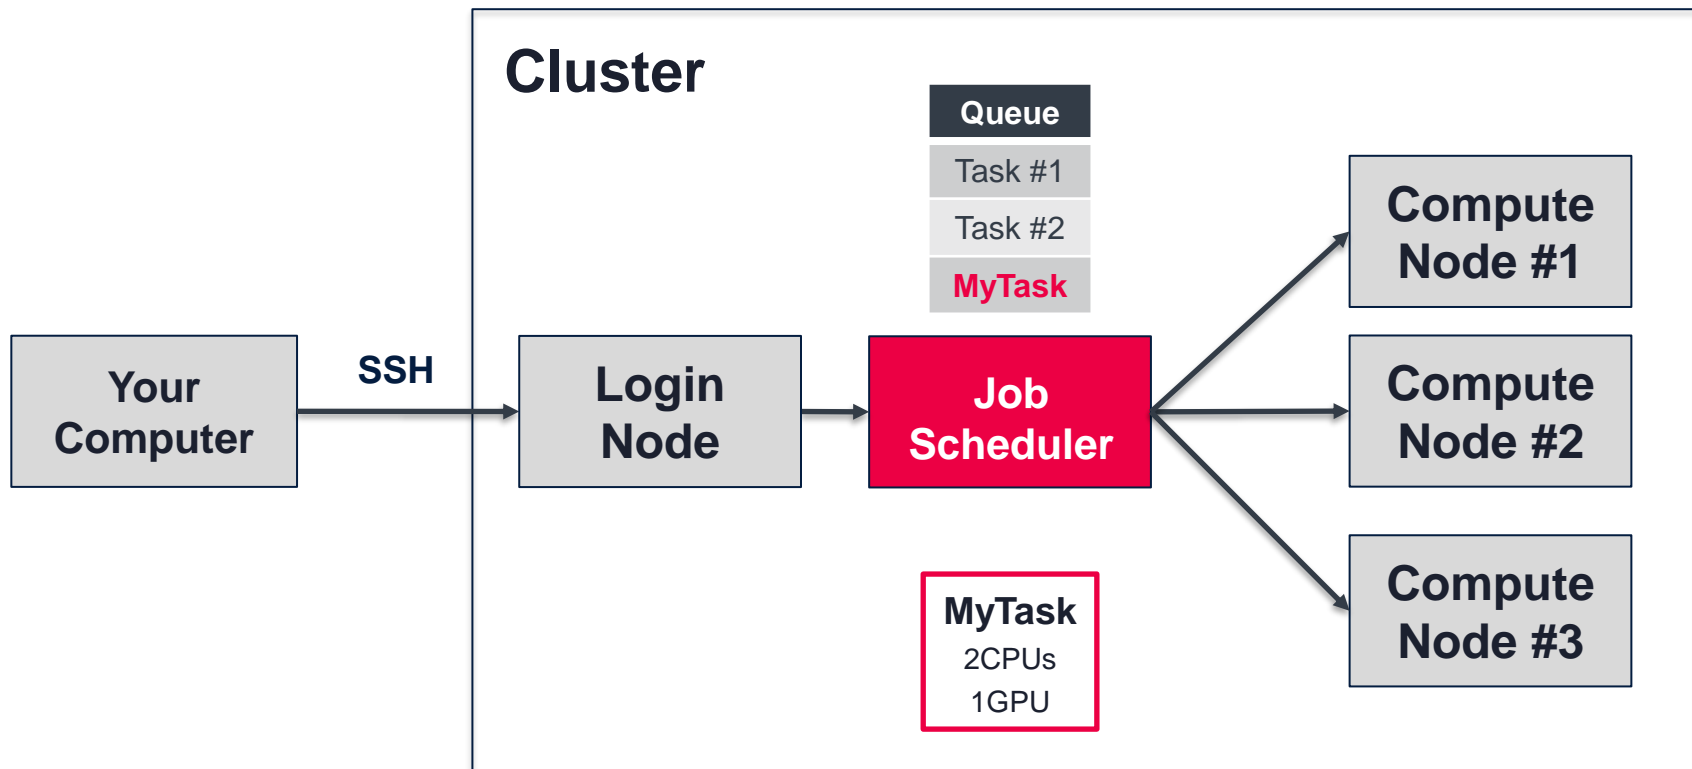 Cluster
Queue
Task #1
Task #2
MyTask
Your
Computer
SSH
Login
Node
Job
Scheduler
Compute
Node #1
Compute
Node #2
Compute
Node #3
MyTask
2CPUs
1GPU